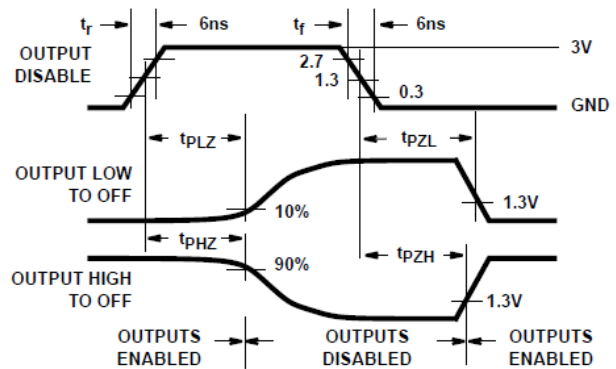 tr 6ns tf 6ns
OUTPUT
DISABLE
2.7
1.3
0.3
3V
GND
tPLZ tPZL
OUTPUT LOW
TO OFF
10%
1.3V
tPHZ tPZH
OUTPUT HIGH
TO OFF
90%
1.3V
OUTPUTS
ENABLED
OUTPUTS
DISABLED
OUTPUTS
ENABLED